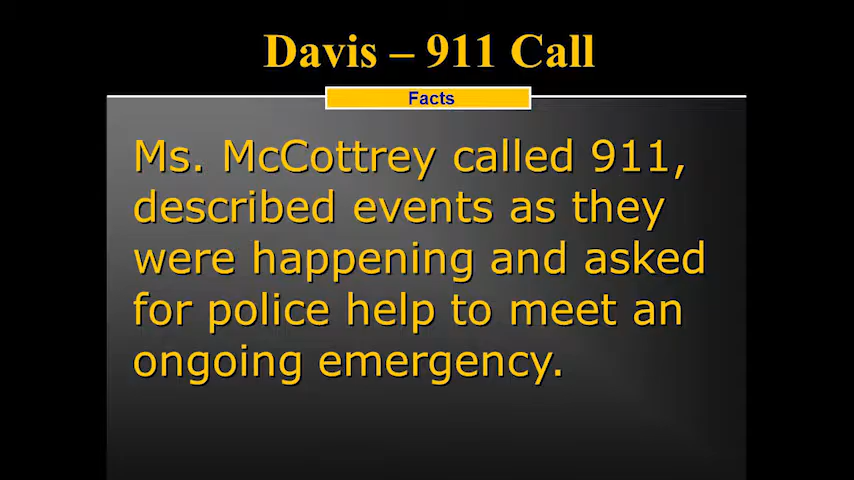 Davis – 911 Call
Facts
Ms. McCottrey called 911,
described events as they
were happening and asked
for police help to meet an
ongoing emergency.